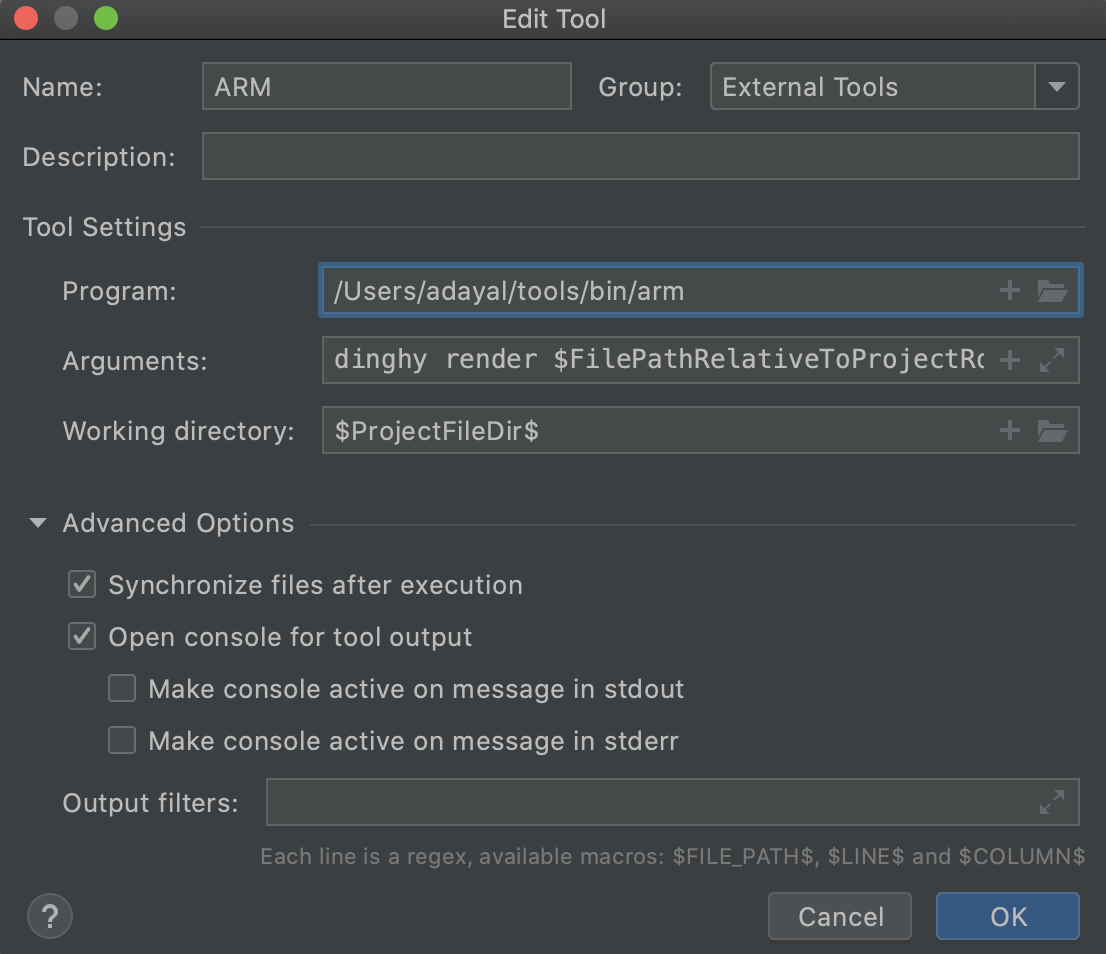 Edit Tool
Name: ARM Group: External Tools
Description:
Tool Settings
Program: /Users/adayal/tools/bin/arm
Arguments: dinghy render $FilePathRelativeToProjectRo
Working directory: $ProjectFileDir$
Advanced Options
Synchronize files after execution
Open console for tool output
Make console active on message in stdout
Make console active on message in stderr
Output filters:
Each line is a regex, available macros: $FILE_PATH$, $LINE$ and $COLUMN$
? Cancel OK